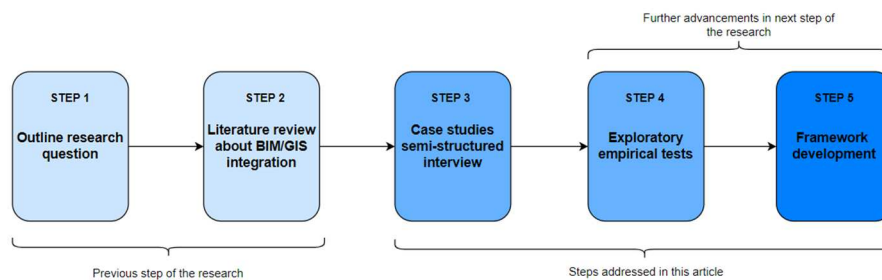 Further advancements in next step of
the research
STEP 1
Outline research
question
STEP 2
Literature review
about BIM/GIS
integration
STEP 3
Case studies
semi-structured
interview
STEP 4
Exploratory
empirical tests
STEP 5
Framework
development
Previous step of the research
Steps addressed in this article